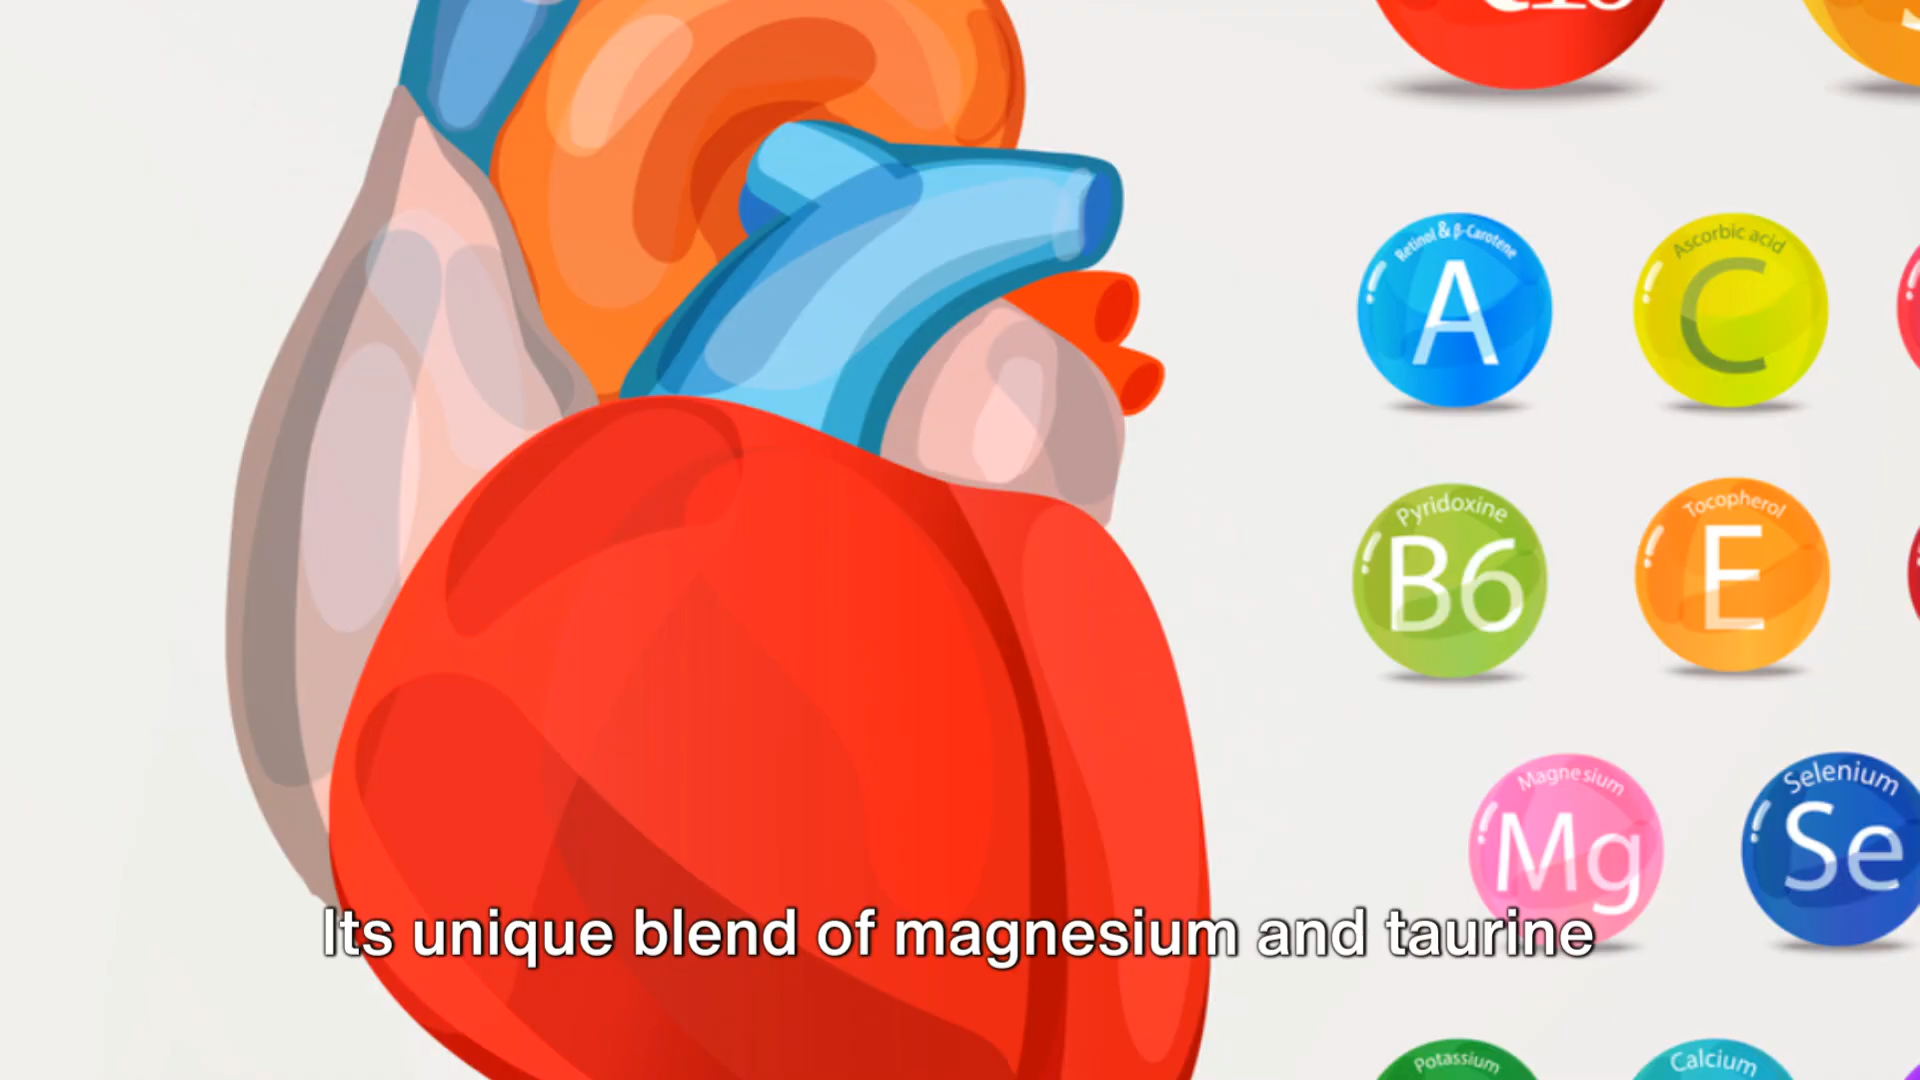 Retinol & β-Carotene
A
Ascorbic acid
C
Pyridoxine
B6
Tocopherol
E
Magnesium
Mg
Selenium
Se
Its unique blend of magnesium and taurine
Potassium
Calcium